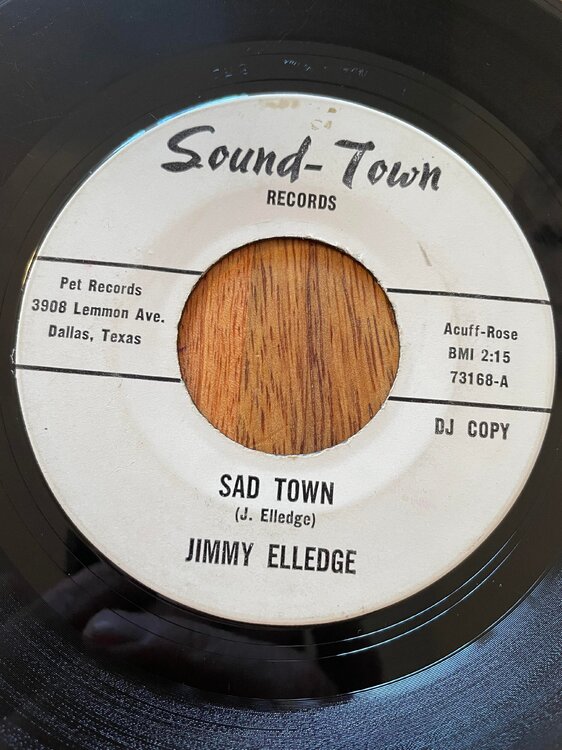 Sound-Town
RECORDS
Pet Records
3908 Lemmon Ave.
Dallas, Texas
Acuff-Rose
BMI 2:15
73168-A
DJ COPY
SAD TOWN
(J. Elledge)
JIMMY ELLEDGE